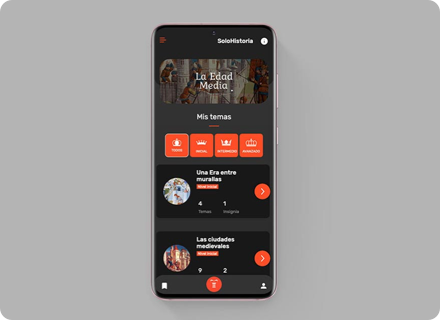 SoloHistoria
La Edad
Media
Mis temas
TODOS
INICIAL
INTERMEDIO
AVANZADO
Una Era entre
murallas
Nivel Inicial
4
1
Temas
Insignia
Las ciudades
medievales
Nivel Inicial
9
2